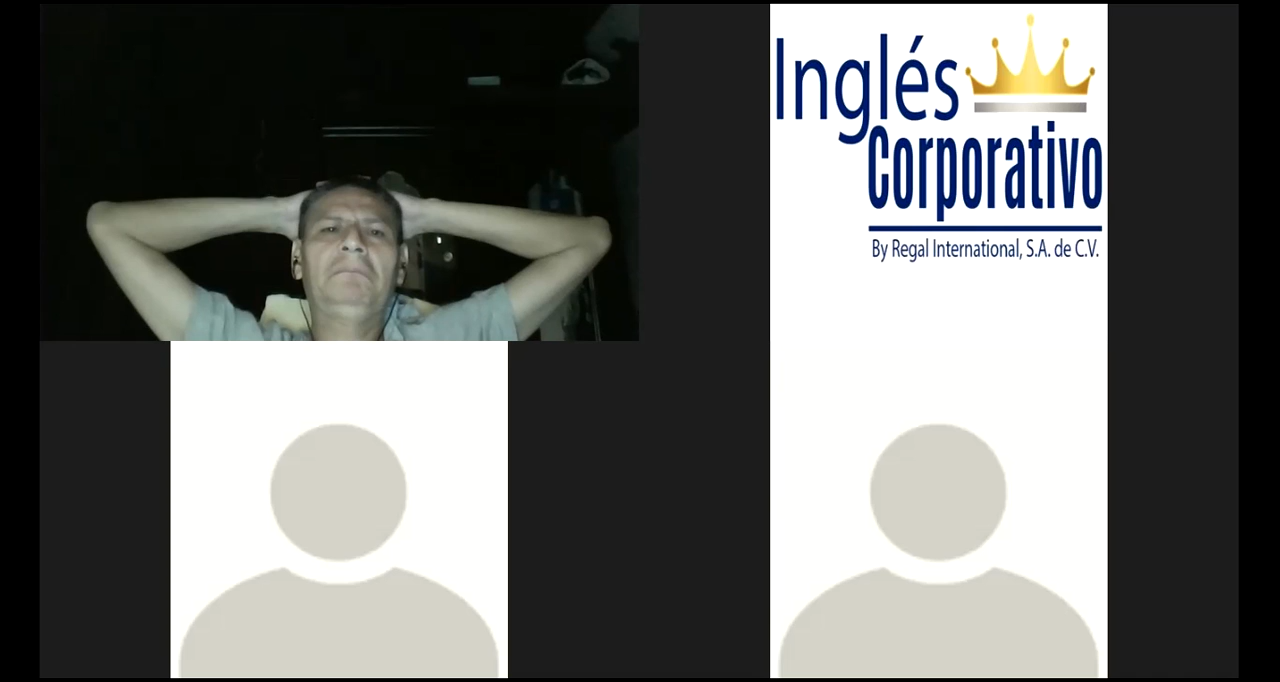 Inglés
Corporativo
By Regal International, S.A. de C.V.